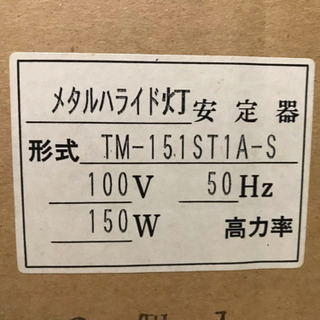 メタルハライド灯 安定器
形式 TM-151ST1A-S
100V 50Hz
150W 高力率